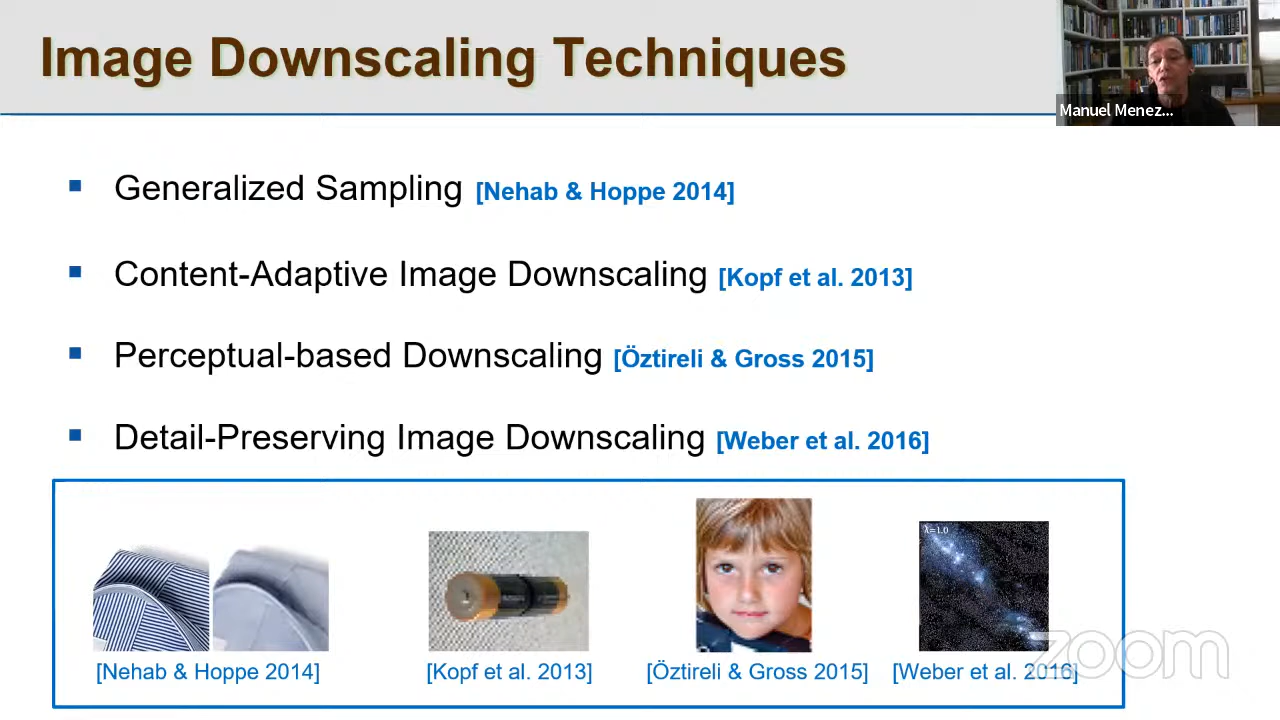 Image Downscaling Techniques
Manuel Menez...
Generalized Sampling [Nehab & Hoppe 2014]
Content-Adaptive Image Downscaling [Kopf et al. 2013]
Perceptual-based Downscaling [Öztireli & Gross 2015]
Detail-Preserving Image Downscaling [Weber et al. 2016]
λ=1.0
[Nehab & Hoppe 2014]
[Kopf et al. 2013]
[Öztireli & Gross 2015]
[Weber et al. 2016]
zoom